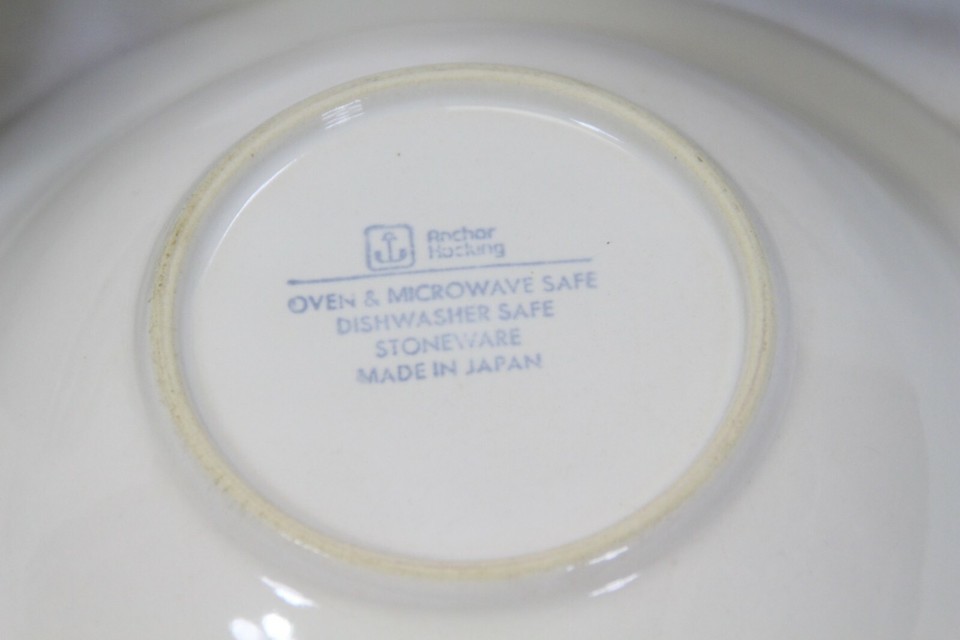 Anchor
Hocking
OVEN & MICROWAVE SAFE
DISHWASHER SAFE
STONEWARE
MADE IN JAPAN